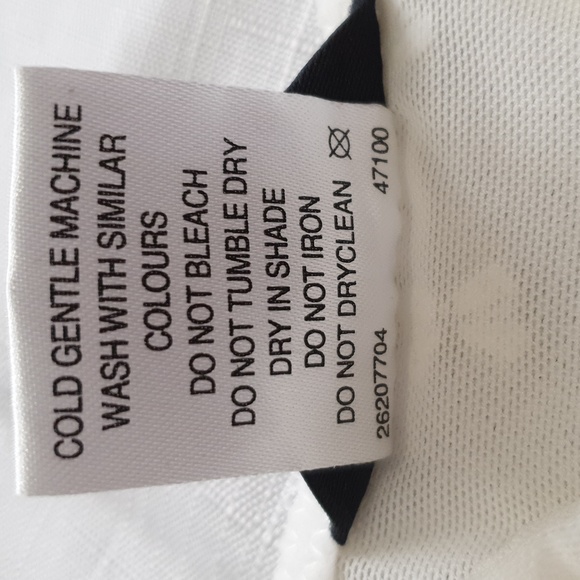 COLD GENTLE MACHINE
WASH WITH SIMILAR
COLOURS
DO NOT BLEACH
DO NOT TUMBLE DRY
DRY IN SHADE
DO NOT IRON
DO NOT DRYCLEAN
26207704 47100